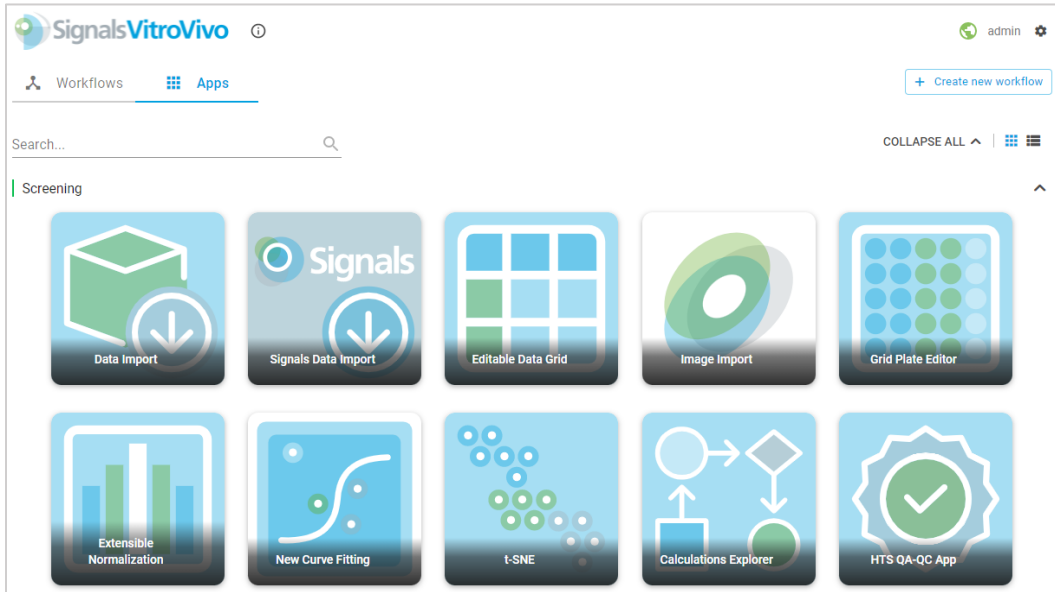 SignalsVitroVivo
admin
Workflows
Apps
+ Create new workflow
Search...
COLLAPSE ALL
Screening
Signals
Data Import
Signals Data Import
Editable Data Grid
Image Import
Grid Plate Editor
Extensible
Normalization
New Curve Fitting
t-SNE
Calculations Explorer
HTS QA-QC App